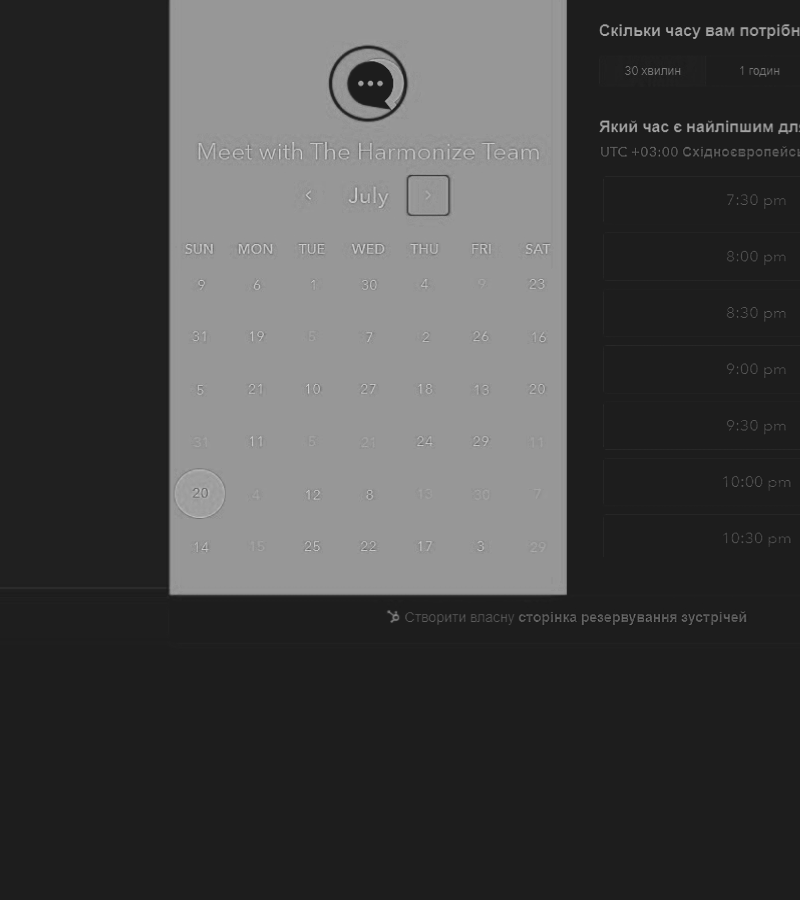 Meet with The Harmonize Team
July
SUN MON TUE WED THU FRI SAT
9 6 1 30 4 9 23
31 19 5 7 2 26 16
5 21 10 27 18 13 20
31 11 5 21 24 29 11
20 4 12 8 13 30 7
14 15 25 22 17 3 29
Скільки часу вам потрібн
30 хвилин 1 годин
Який час є найліпшим дл
UTC +03:00 Східноєвропейсь
7:30 pm
8:00 pm
8:30 pm
9:00 pm
9:30 pm
10:00 pm
10:30 pm
Створити власну сторінка резервування зустрічей